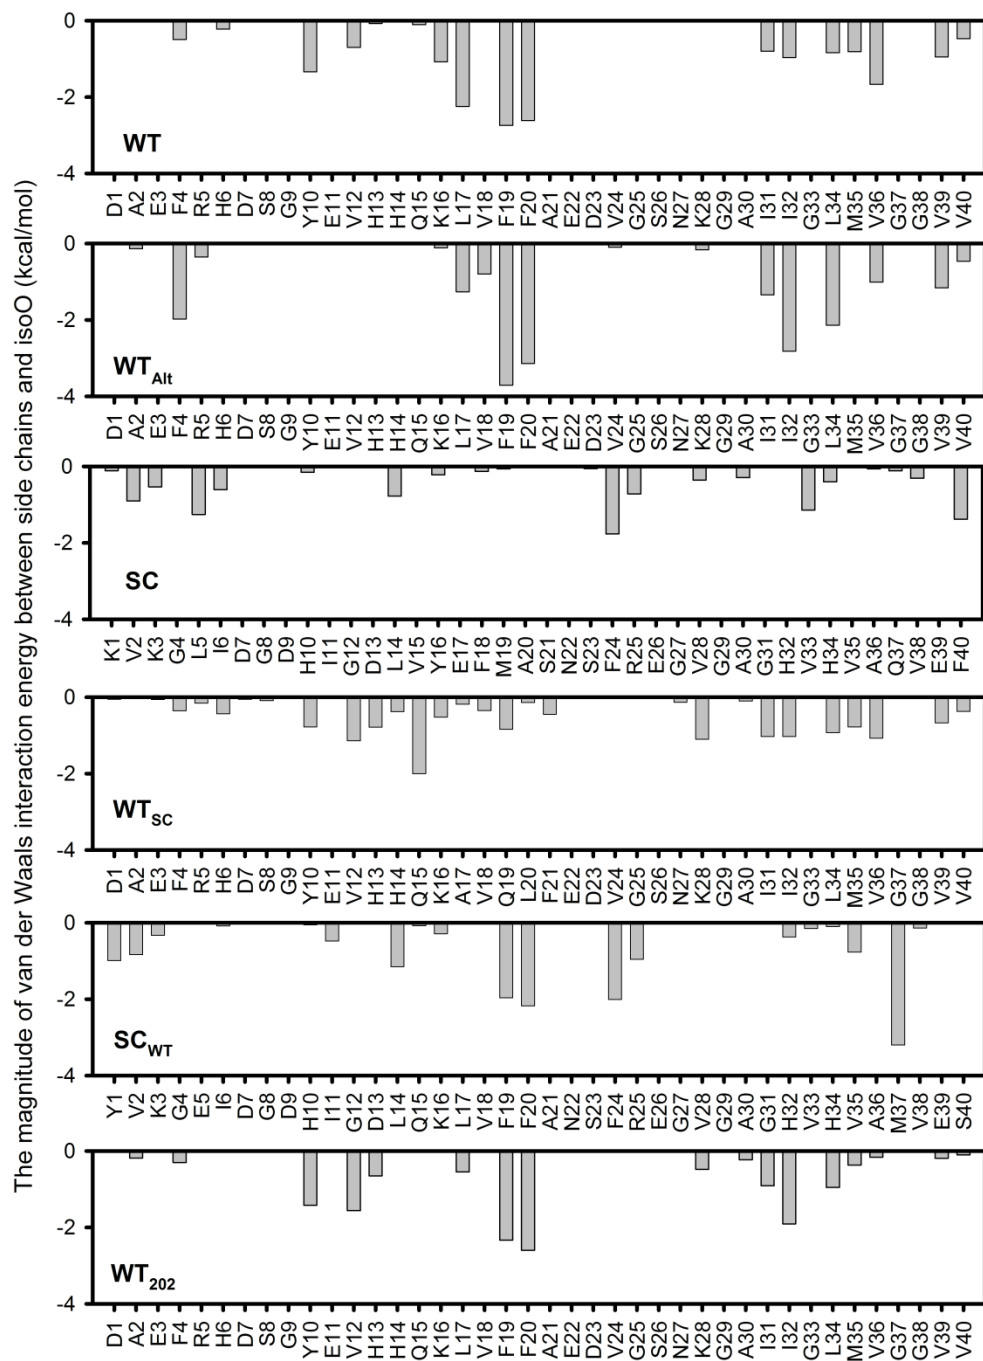 The magnitude of van der Waals interaction energy between side chains and isoO (kcal/mol)
0
-2
-4
WT
D1 A2 E3 F4 R5 H6 D7 S8 G9 Y10 E11 V12 H13 H14 Q15 K16 L17 V18 F19 F20 A21 E22 D23 V24 G25 S26 N27 K28 G29 A30 I31 I32 G33 L34 M35 V36 G37 G38 V39 V40
0
-2
-4
WTAlt
D1 A2 E3 F4 R5 H6 D7 S8 G9 Y10 E11 V12 H13 H14 Q15 K16 L17 V18 F19 F20 A21 E22 D23 V24 G25 S26 N27 K28 G29 A30 I31 I32 G33 L34 M35 V36 G37 G38 V39 V40
0
-2
-4
SC
K1 V2 K3 G4 L5 I6 D7 G8 D9 H10 I11 G12 D13 L14 V15 Y16 E17 F18 M19 A20 S21 N22 S23 F24 R25 E26 G27 V28 G29 A30 G31 H32 V33 H34 V35 A36 Q37 V38 E39 F40
0
-2
-4
WTSC
D1 A2 E3 F4 R5 H6 D7 S8 G9 Y10 E11 V12 H13 H14 Q15 K16 A17 V18 Q19 L20 F21 E22 D23 V24 G25 S26 N27 K28 G29 A30 I31 I32 G33 L34 M35 V36 G37 G38 V39 V40
0
-2
-4
SCWT
Y1 V2 K3 G4 E5 I6 D7 G8 D9 H10 I11 G12 D13 L14 Q15 K16 L17 V18 F19 F20 A21 N22 S23 F24 R25 E26 G27 V28 G29 A30 G31 H32 V33 H34 V35 A36 M37 V38 E39 S40
0
-2
-4
WT202
D1 A2 E3 F4 R5 H6 D7 S8 G9 Y10 E11 V12 H13 H14 Q15 K16 L17 V18 F19 F20 A21 E22 D23 V24 G25 S26 N27 K28 G29 A30 I31 I32 G33 L34 M35 V36 G37 G38 V39 V40